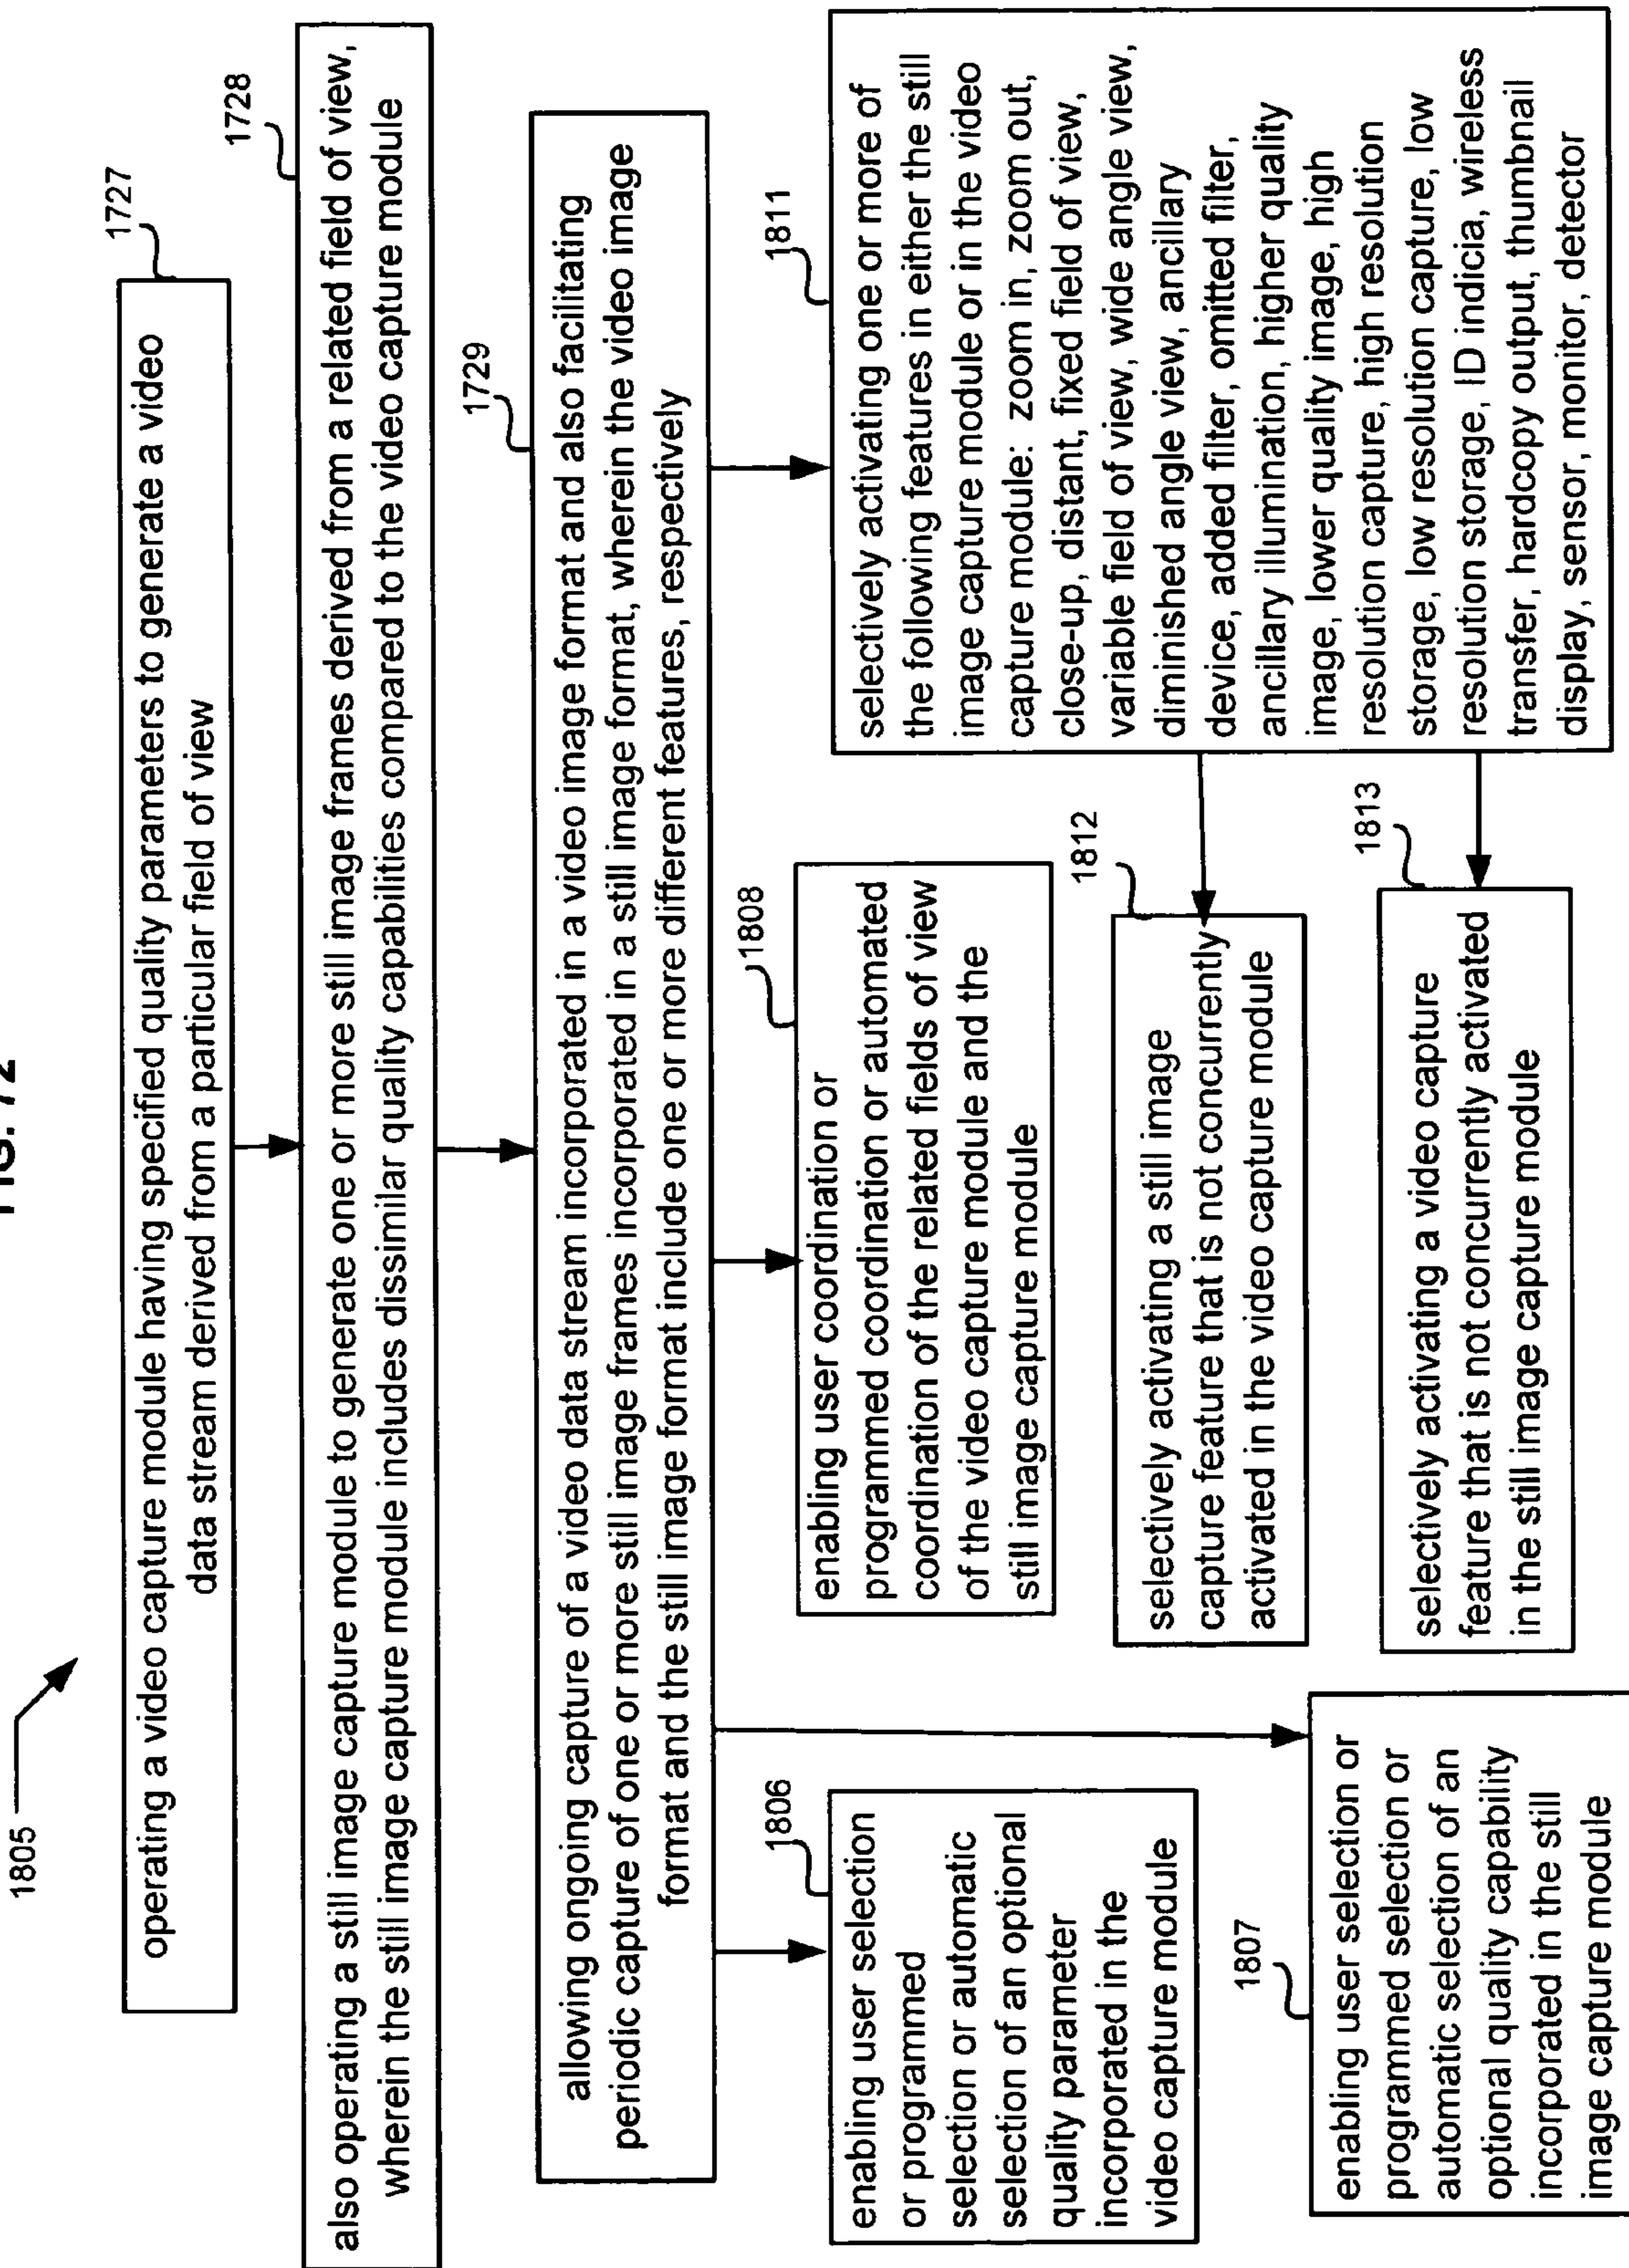 FIG. 72
1805
1727
operating a video capture module having specified quality parameters to generate a video
data stream derived from a particular field of view
1728
also operating a still image capture module to generate one or more still image frames derived from a related field of view,
wherein the still image capture module includes dissimilar quality capabilities compared to the video capture module
1729
allowing ongoing capture of a video data stream incorporated in a video image format and also facilitating
periodic capture of one or more still image frames incorporated in a still image format, wherein the video image
format and the still image format include one or more different features, respectively
1806
enabling user selection
or programmed
selection or automatic
selection of an optional
quality parameter
incorporated in the
video capture module
1807
enabling user selection or
programmed selection or
automatic selection of an
optional quality capability
incorporated in the still
image capture module
1808
enabling user coordination or
programmed coordination or automated
coordination of the related fields of view
of the video capture module and the
still image capture module
1811
selectively activating one or more of
the following features in either the still
image capture module or in the video
capture module: zoom in, zoom out,
close-up, distant, fixed field of view,
variable field of view, wide angle view,
diminished angle view, ancillary
device, added filter, omitted filter,
ancillary illumination, higher quality
image, lower quality image, high
resolution capture, high resolution
storage, low resolution capture, low
resolution storage, ID indicia, wireless
transfer, hardcopy output, thumbnail
display, sensor, monitor, detector
1812
selectively activating a still image
capture feature that is not concurrently
activated in the video capture module
1813
selectively activating a video capture
feature that is not concurrently activated
in the still image capture module